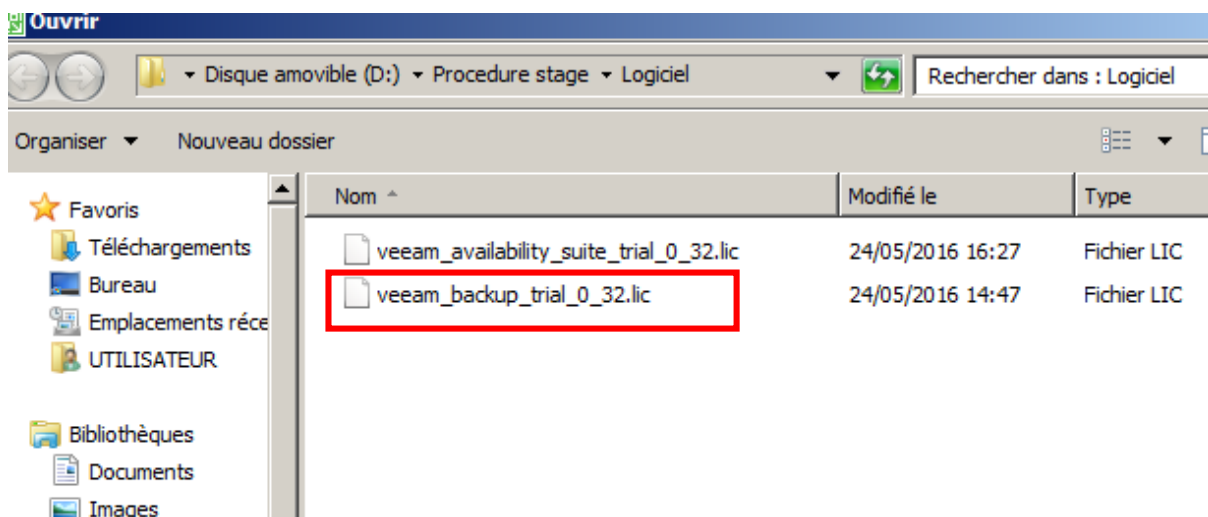 Ouvrir
Disque amovible (D:) Procedure stage Logiciel Rechercher dans : Logiciel
Organiser Nouveau dossier
Nom Modifié le Type
Favoris
Téléchargements veeam_availability_suite_trial_0_32.lic 24/05/2016 16:27 Fichier LIC
Bureau veeam_backup_trial_0_32.lic 24/05/2016 14:47 Fichier LIC
Emplacements réce
UTILISATEUR
Bibliothèques
Documents
Images